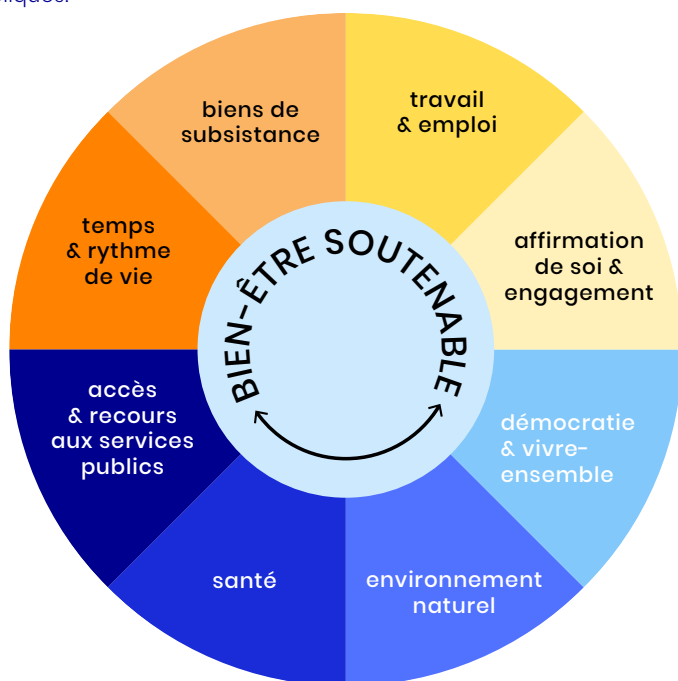 biens de
subsistance
travail
& emploi
temps
& rythme
de vie
affirmation
de soi &
engagement
BIEN-ÊTRE SOUTENABLE
accès
& recours
aux services
publics
démocratie
& vivre-
ensemble
santé
environnement
naturel